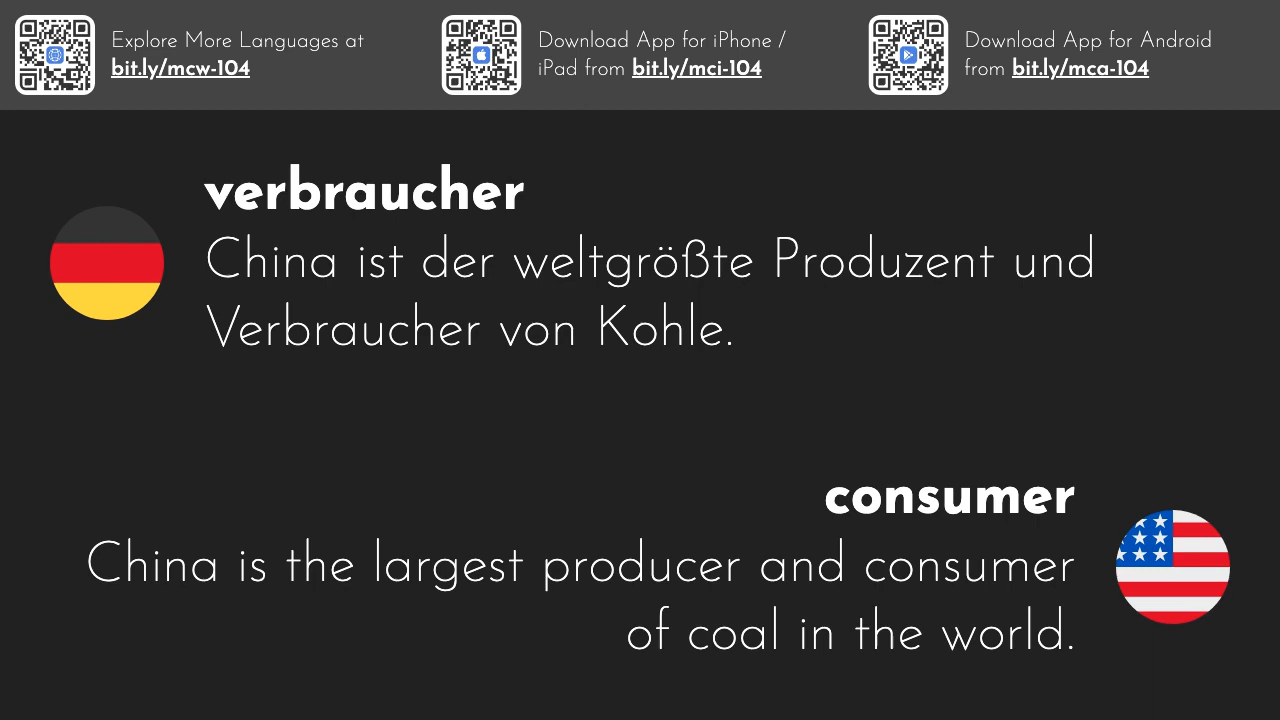 Explore More Languages at
bit.ly/mcw-104
Download App for iPhone /
iPad from bit.ly/mci-104
Download App for Android
from bit.ly/mca-104
verbraucher
China ist der weltgrößte Produzent und
Verbraucher von Kohle.
consumer
China is the largest producer and consumer
of coal in the world.